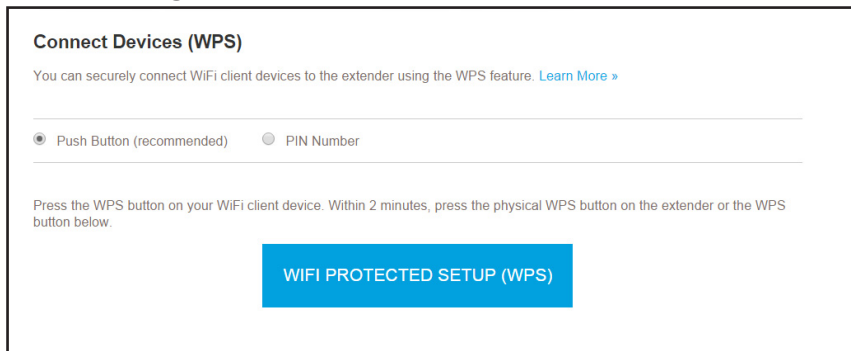 Connect Devices (WPS)
You can securely connect WiFi client devices to the extender using the WPS feature. Learn More »
Push Button (recommended) PIN Number
Press the WPS button on your WiFi client device. Within 2 minutes, press the physical WPS button on the extender or the WPS
button below.
WIFI PROTECTED SETUP (WPS)